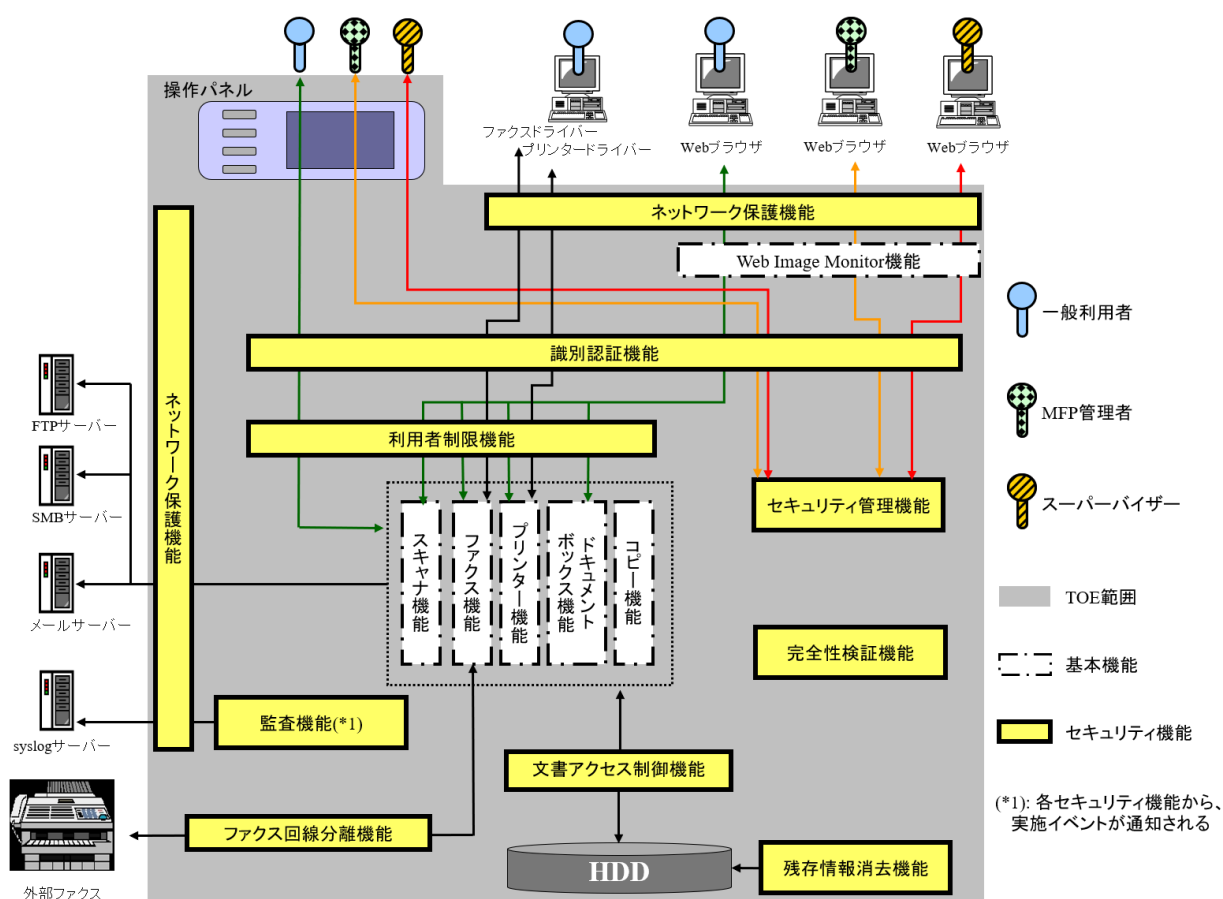 操作パネル
ファクスドライバー
プリンタードライバー
Webブラウザ
Webブラウザ
Webブラウザ
ネットワーク保護機能
Web Image Monitor機能
識別認証機能
利用者制限機能
ネットワーク保護機能
FTPサーバー
SMBサーバー
メールサーバー
syslogサーバー
外部ファクス
スキャナ機能
ファクス機能
プリンター機能
ドキュメント
ボックス機能
コピー機能
セキュリティ管理機能
完全性検証機能
監査機能(*1)
文書アクセス制御機能
ファクス回線分離機能
HDD
残存情報消去機能
一般利用者
MFP管理者
スーパーバイザー
TOE範囲
基本機能
セキュリティ機能
(*1): 各セキュリティ機能から、
実施イベントが通知される